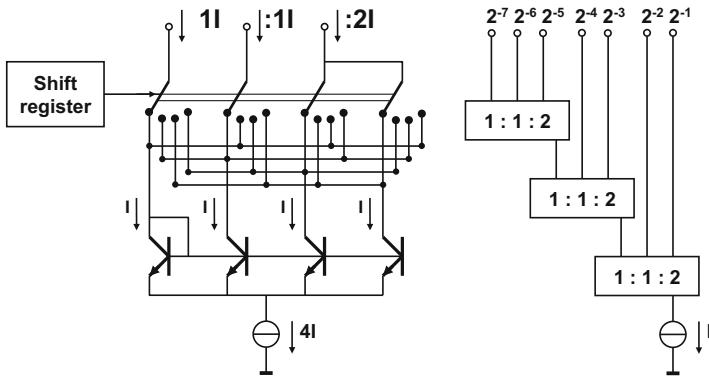 1I :1I :2I
2-7 2-6 2-5 2-4 2-3 2-2 2-1
Shift
register
1 : 1 : 2
1 : 1 : 2
I I I I
1 : 1 : 2
4I
I